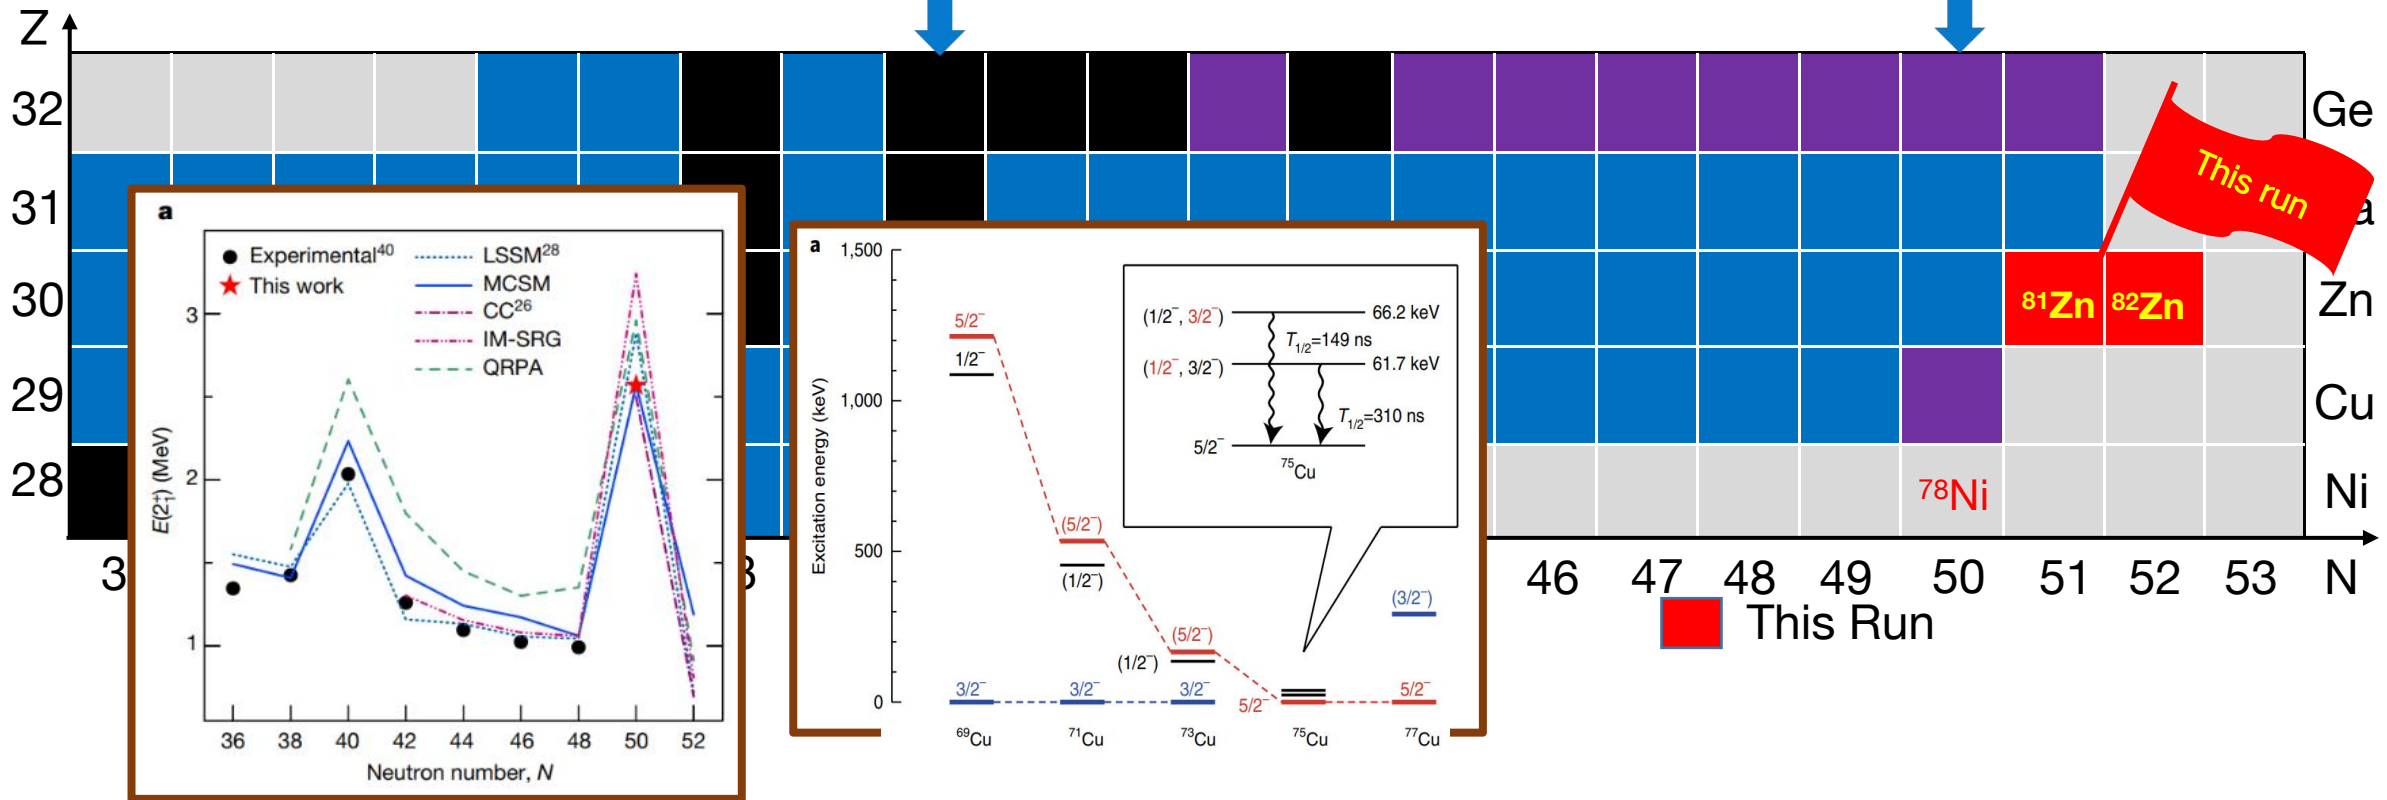 Z
32
31
30
29
28
Ge
a
Zn
Cu
Ni
This run
⁸¹Zn
⁸²Zn
⁷⁸Ni
3
46 47 48 49 50 51 52 53 N
This Run
a
Experimental⁴⁰
This work
LSSM²⁸
MCSM
CC²⁶
IM-SRG
QRPA
E(2₁⁺) (MeV)
3
2
1
36 38 40 42 44 46 48 50 52
Neutron number, N
a
Excitation energy (keV)
1,500
1,000
500
0
5/2⁻
1/2⁻
3/2⁻
(5/2⁻)
(1/2⁻)
3/2⁻
(5/2⁻)
(1/2⁻)
3/2⁻
5/2⁻
(3/2⁻)
5/2⁻
(1/2⁻, 3/2⁻) 66.2 keV
T₁/₂=149 ns
(1/2⁻, 3/2⁻) 61.7 keV
T₁/₂=310 ns
5/2⁻
⁷⁵Cu
⁶⁹Cu ⁷¹Cu ⁷³Cu ⁷⁵Cu ⁷⁷Cu